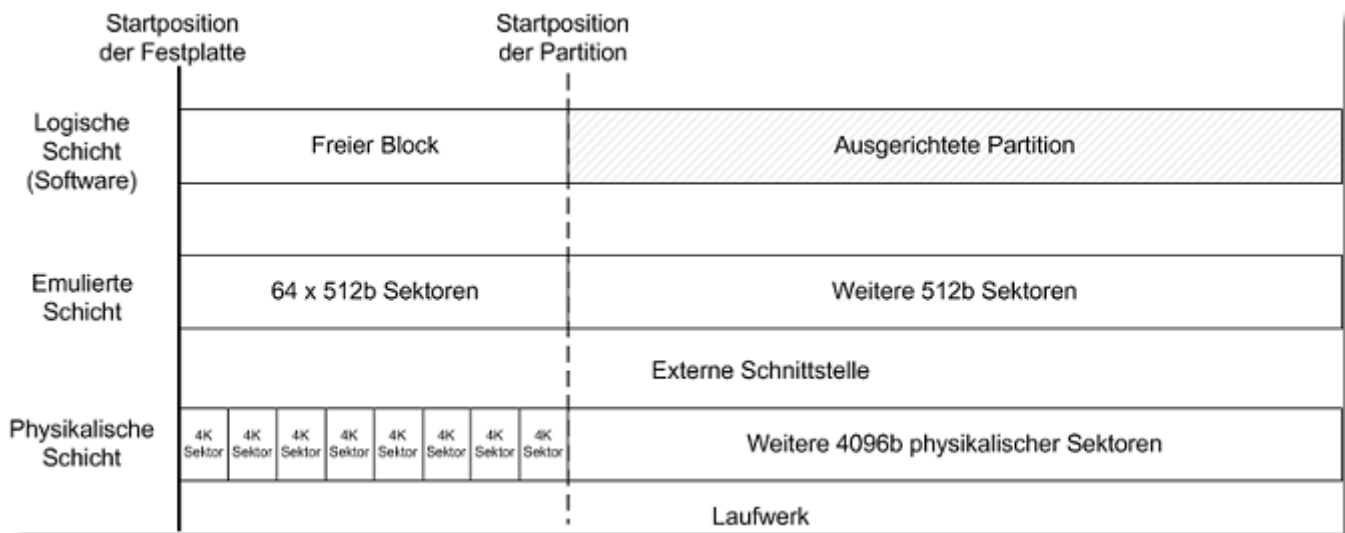 Startposition
der Festplatte
Startposition
der Partition
Logische
Schicht
(Software)
Freier Block
Ausgerichtete Partition
Emulierte
Schicht
64 x 512b Sektoren
Weitere 512b Sektoren
Externe Schnittstelle
Physikalische
Schicht
4K
Sektor
4K
Sektor
4K
Sektor
4K
Sektor
4K
Sektor
4K
Sektor
4K
Sektor
4K
Sektor
Weitere 4096b physikalischer Sektoren
Laufwerk